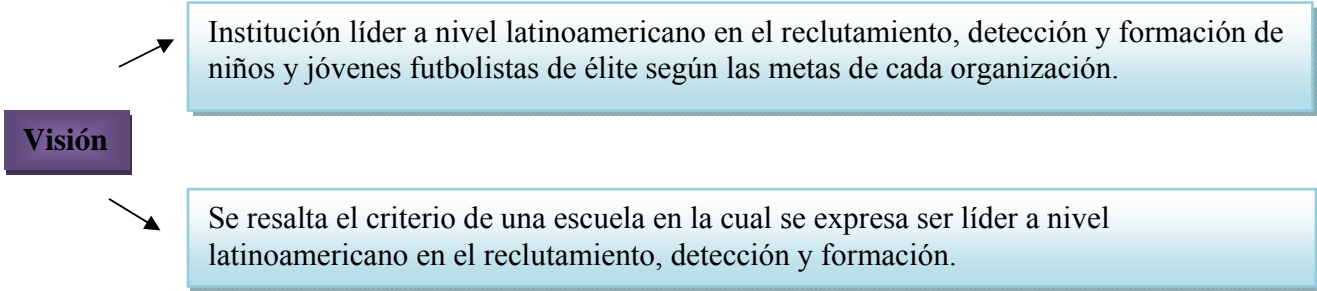 Institución líder a nivel latinoamericano en el reclutamiento, detección y formación de
niños y jóvenes futbolistas de élite según las metas de cada organización.
Visión
Se resalta el criterio de una escuela en la cual se expresa ser líder a nivel
latinoamericano en el reclutamiento, detección y formación.